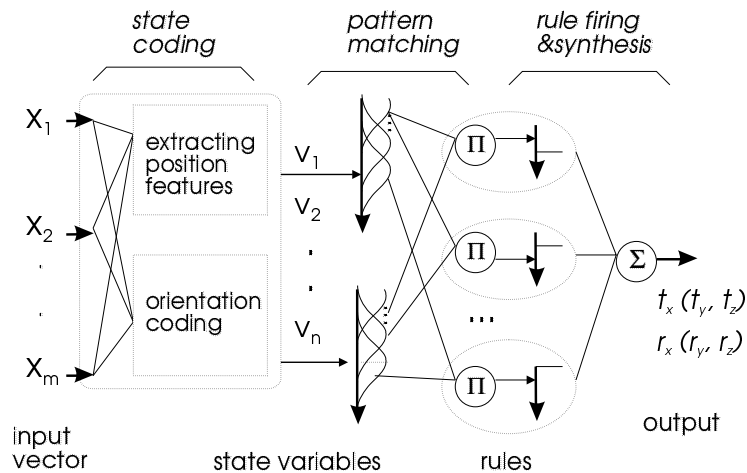 state
coding
pattern
matching
rule firing
&synthesis
X1
X2
.
.
Xm
extracting
position
features
orientation
coding
V1
V2
.
.
Vn
Π
Π
...
Π
Σ
tx (ty, tz)
rx (ry, rz)
input
vector
state variables
rules
output